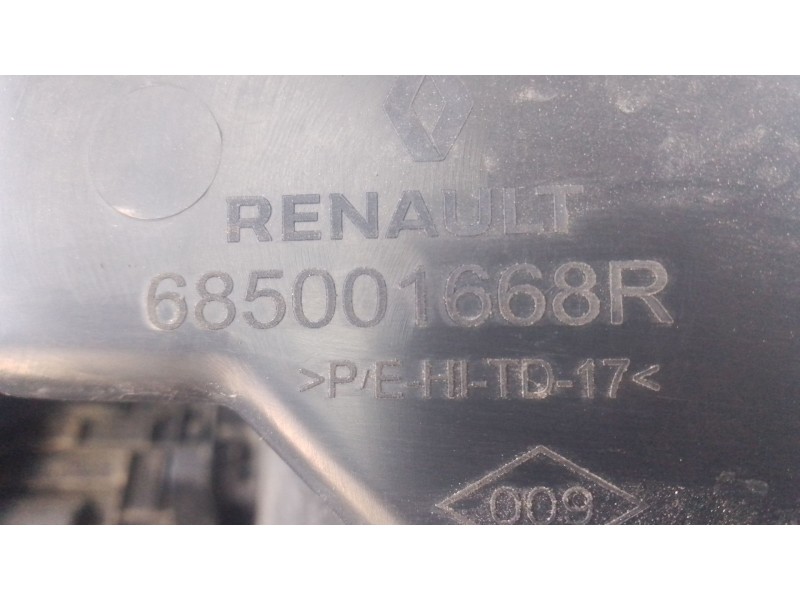 RENAULT
685001668R
>P/E-HI-TD-17<
009